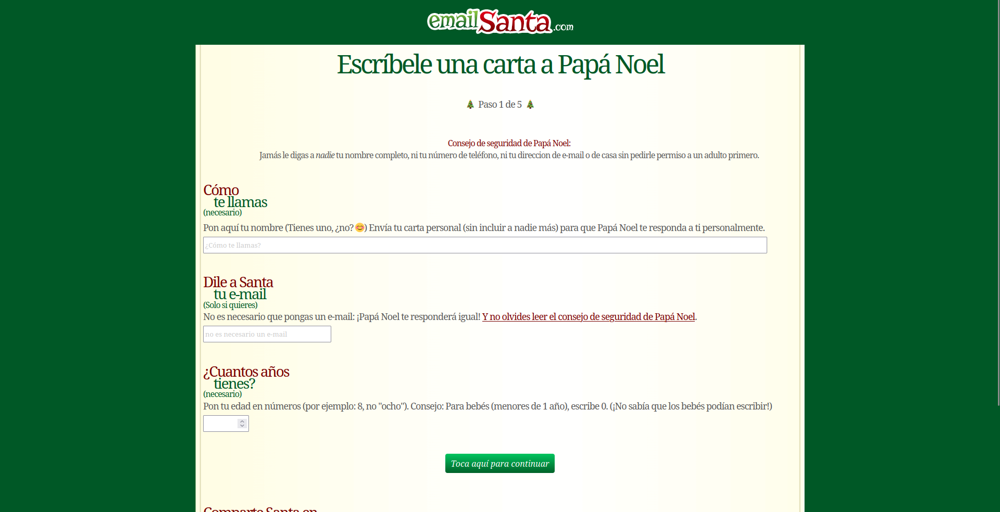 emailSanta.com
Escríbele una carta a Papá Noel
Paso 1 de 5
Consejo de seguridad de Papá Noel:
Jamás le digas a nadie tu nombre completo, ni tu número de teléfono, ni tu direccion de e-mail o de casa sin pedirle permiso a un adulto primero.
Cómo
te llamas
(necesario)
Pon aquí tu nombre (Tienes uno, ¿no? 😊) Envía tu carta personal (sin incluir a nadie más) para que Papá Noel te responda a ti personalmente.
¿Cómo te llamas?
Dile a Santa
tu e-mail
(Solo si quieres)
No es necesario que pongas un e-mail: ¡Papá Noel te responderá igual! Y no olvides leer el consejo de seguridad de Papá Noel.
no es necesario un e-mail
¿Cuantos años
tienes?
(necesario)
Pon tu edad en números (por ejemplo: 8, no "ocho"). Consejo: Para bebés (menores de 1 año), escribe 0. (¡No sabía que los bebés podían escribir!)
Toca aquí para continuar
Comparte Santa en